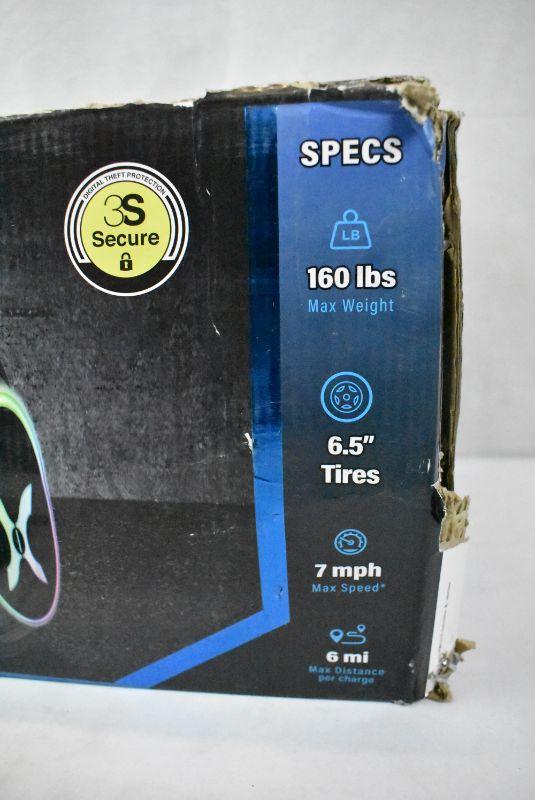 DIGITAL THEFT PROTECTION
3S
Secure
SPECS
LB
160 lbs
Max Weight
6.5"
Tires
7 mph
Max Speed*
6 mi
Max Distance
per charge